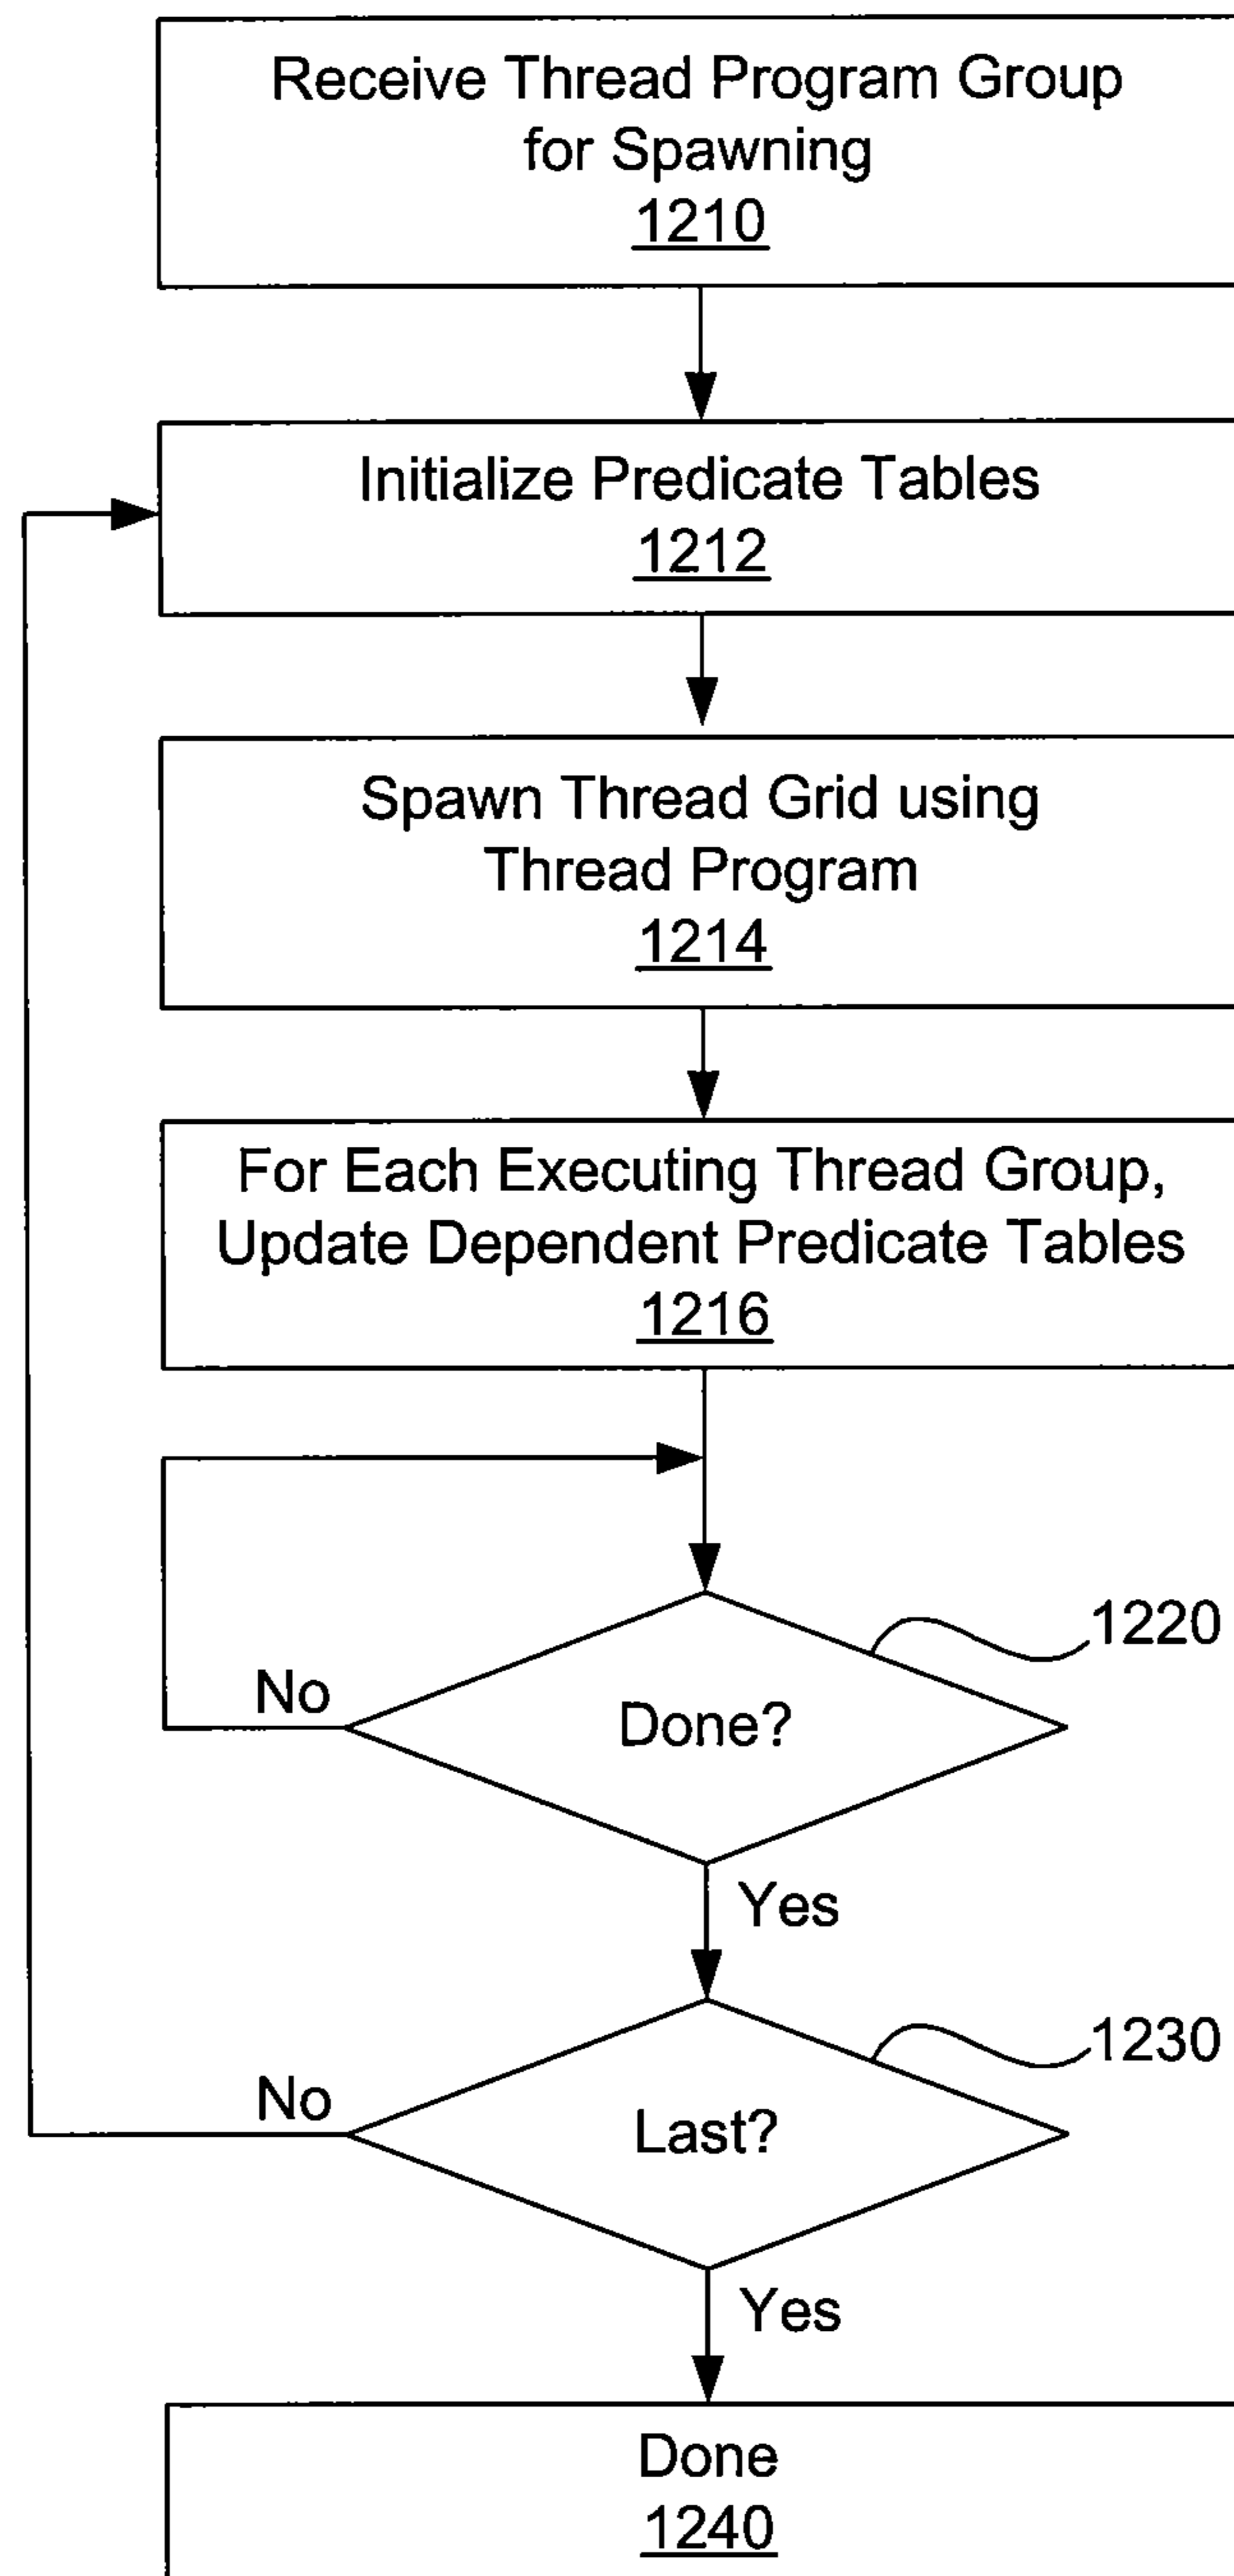 Receive Thread Program Group
for Spawning
1210
Initialize Predicate Tables
1212
Spawn Thread Grid using
Thread Program
1214
For Each Executing Thread Group,
Update Dependent Predicate Tables
1216
1220
No
Done?
Yes
1230
No
Last?
Yes
Done
1240